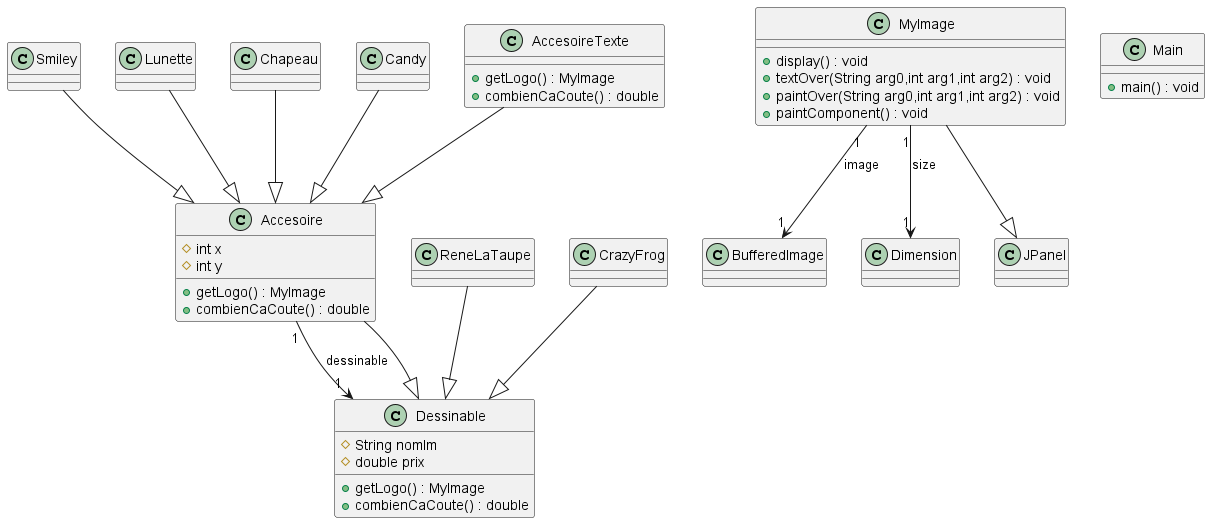 Smiley
Lunette
Chapeau
Candy
AccesoireTexte
getLogo() : MyImage
combienCaCoute() : double
MyImage
display() : void
textOver(String arg0,int arg1,int arg2) : void
paintOver(String arg0,int arg1,int arg2) : void
paintComponent() : void
Main
main() : void
1
image
1
1
size
1
Accesoire
int x
int y
getLogo() : MyImage
combienCaCoute() : double
ReneLaTaupe
CrazyFrog
BufferedImage
Dimension
JPanel
1
dessinable
1
Dessinable
String nomIm
double prix
getLogo() : MyImage
combienCaCoute() : double